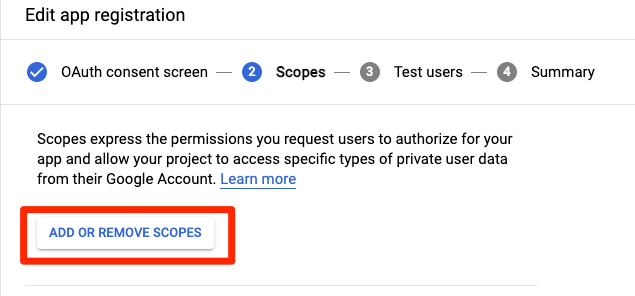 Edit app registration
OAuth consent screen — 2 Scopes — 3 Test users — 4 Summary
Scopes express the permissions you request users to authorize for your
app and allow your project to access specific types of private user data
from their Google Account. Learn more
ADD OR REMOVE SCOPES